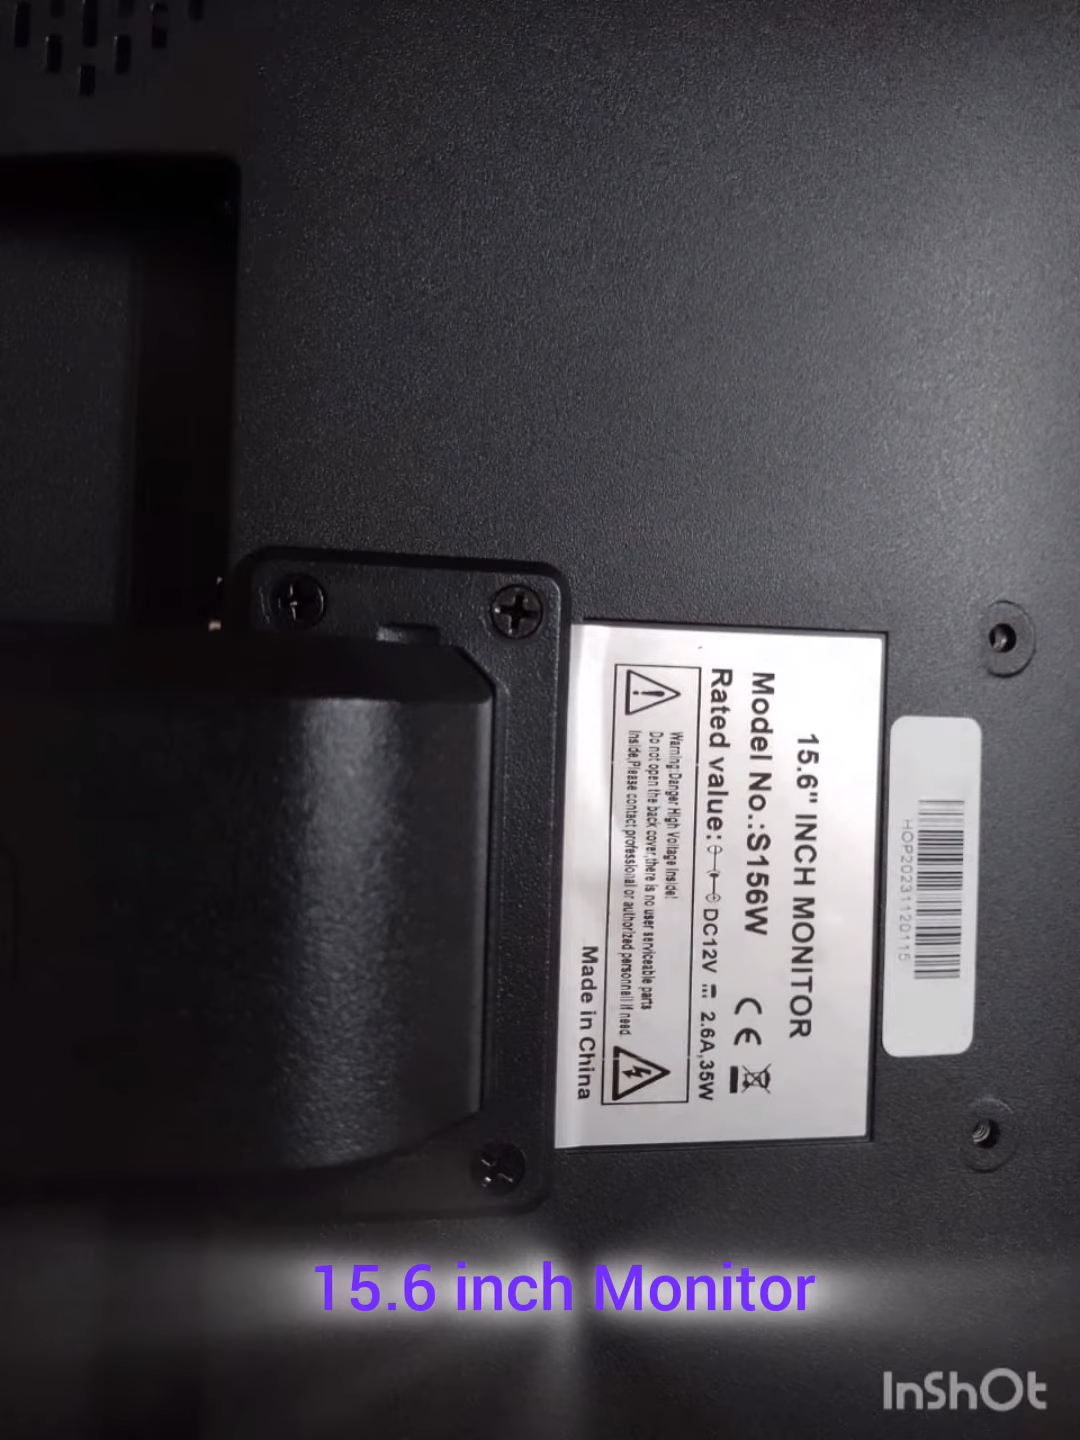 15.6" INCH MONITOR
Model No.:S156W
Rated value: DC12V 2.6A,35W
Warning:Danger High Voltage Inside!
Do not open the back cover,there is no user serviceable parts
Inside,Please contact professional or authorized personnall if need.
Made in China
HOP20231120115
15.6 inch Monitor
InShOt